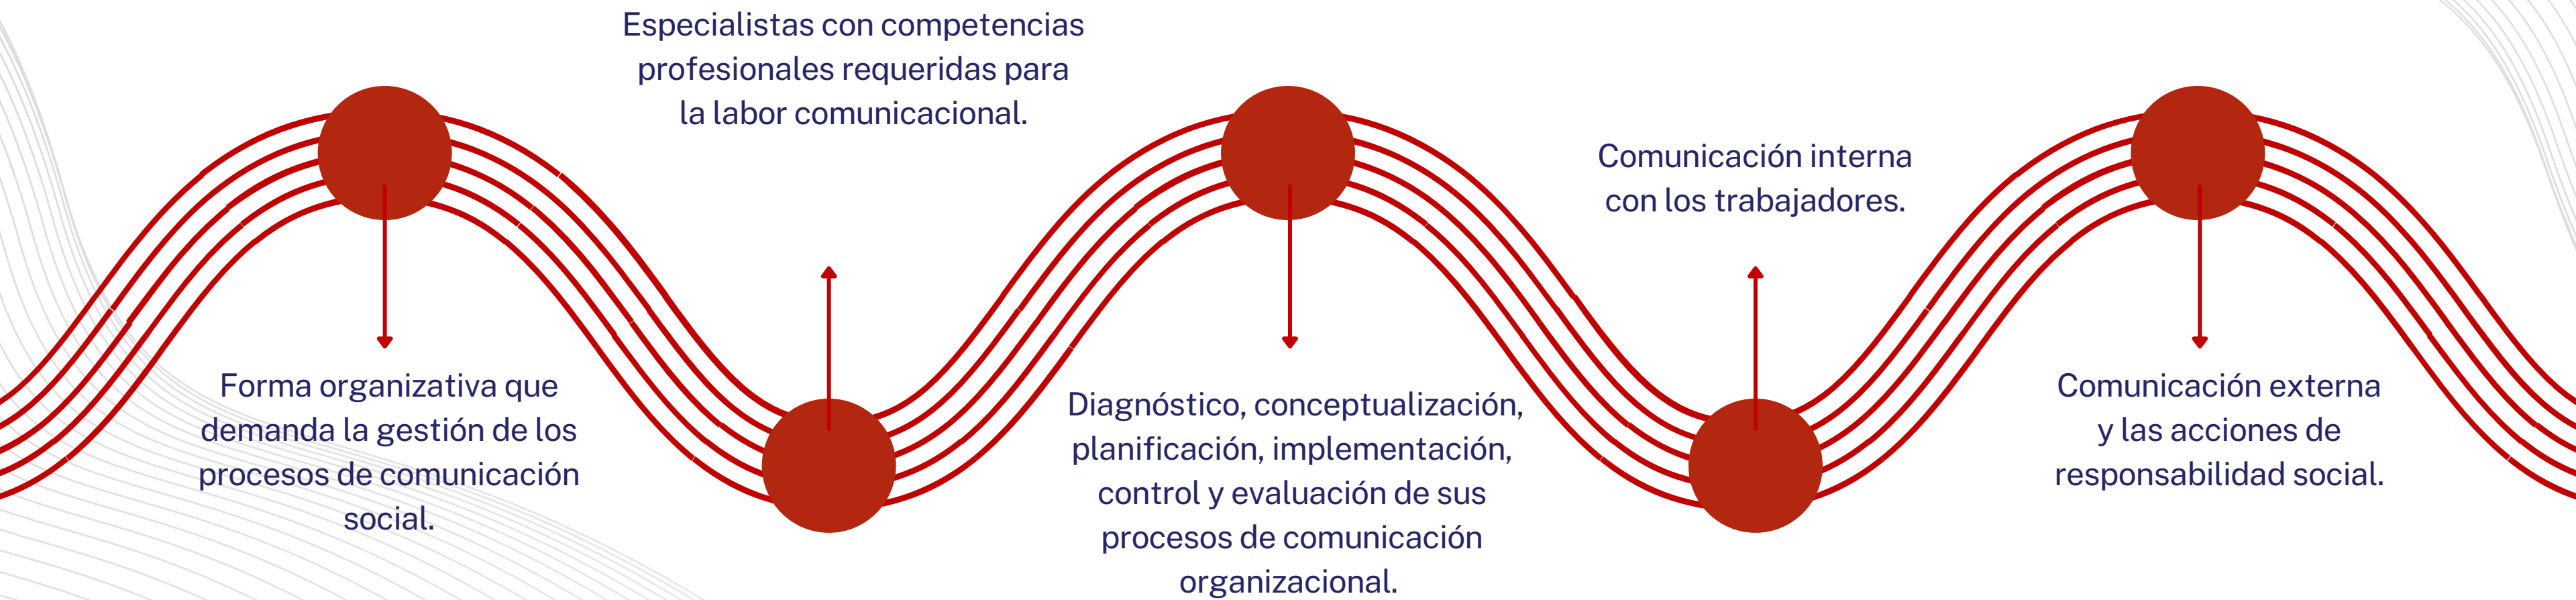 Forma organizativa que
demanda la gestión de los
procesos de comunicación
social.
Especialistas con competencias
profesionales requeridas para
la labor comunicacional.
Diagnóstico, conceptualización,
planificación, implementación,
control y evaluación de sus
procesos de comunicación
organizacional.
Comunicación interna
con los trabajadores.
Comunicación externa
y las acciones de
responsabilidad social.